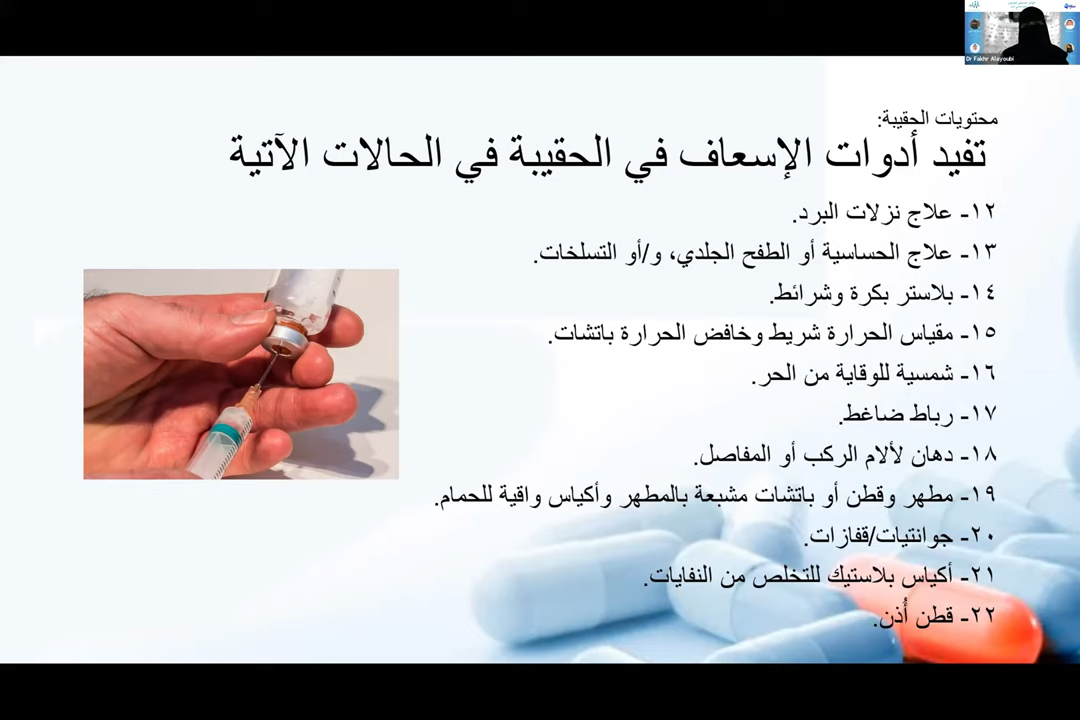 محتويات الحقيبة:
تفيد أدوات الإسعاف في الحقيبة في الحالات الآتية
١٢- علاج نزلات البرد.
١٣- علاج الحساسية أو الطفح الجلدي، و/أو التسلخات.
١٤- بلاستر بكرة وشرائط.
١٥- مقياس الحرارة شريط وخافض الحرارة باتشات.
١٦- شمسية للوقاية من الحر.
١٧- رباط ضاغط.
١٨- دهان لألام الركب أو المفاصل.
١٩- مطهر وقطن أو باتشات مشبعة بالمطهر وأكياس واقية للحمام.
٢٠- جوانتيات/قفازات.
٢١- أكياس بلاستيك للتخلص من النفايات.
٢٢- قطن أُذن.
Dr Fakhr Alayoubi